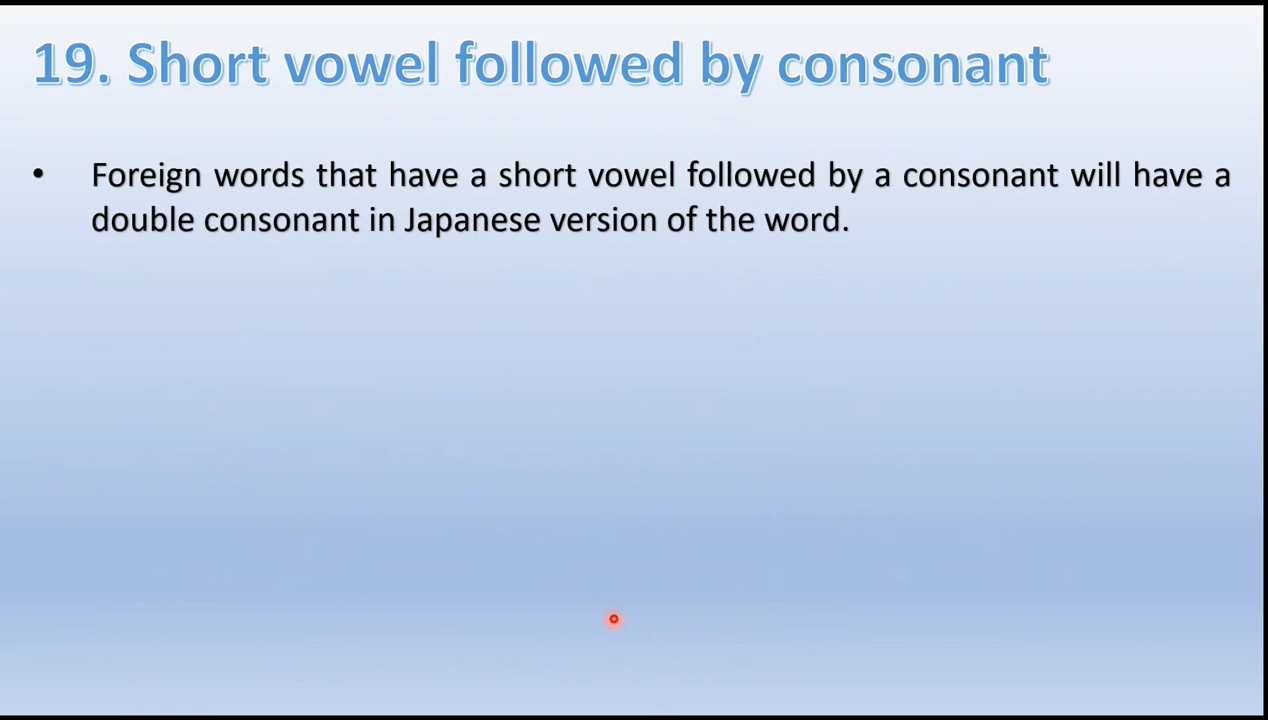 19. Short vowel followed by consonant
• Foreign words that have a short vowel followed by a consonant will have a
double consonant in Japanese version of the word.